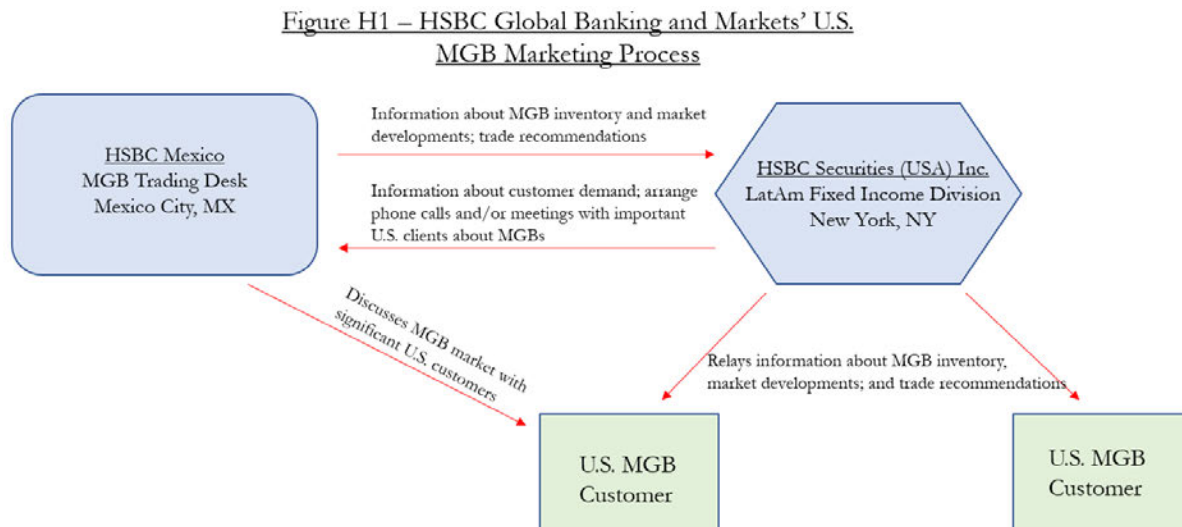 Figure H1 – HSBC Global Banking and Markets' U.S.
MGB Marketing Process
HSBC Mexico
MGB Trading Desk
Mexico City, MX
Information about MGB inventory and market
developments; trade recommendations
Information about customer demand; arrange
phone calls and/or meetings with important
U.S. clients about MGBs
HSBC Securities (USA) Inc.
LatAm Fixed Income Division
New York, NY
Discusses MGB market with
significant U.S. customers
Relays information about MGB inventory,
market developments; and trade recommendations
U.S. MGB
Customer
U.S. MGB
Customer